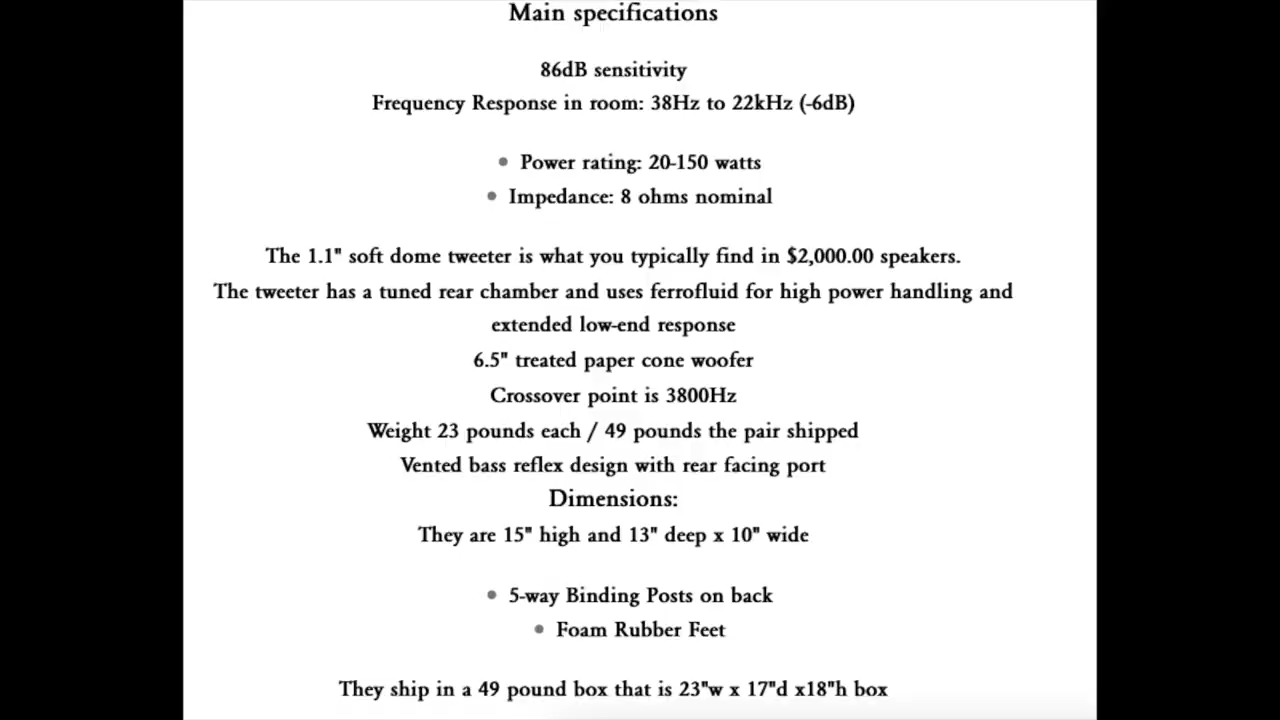 Main specifications
86dB sensitivity
Frequency Response in room: 38Hz to 22kHz (-6dB)
• Power rating: 20-150 watts
• Impedance: 8 ohms nominal
The 1.1" soft dome tweeter is what you typically find in $2,000.00 speakers.
The tweeter has a tuned rear chamber and uses ferrofluid for high power handling and
extended low-end response
6.5" treated paper cone woofer
Crossover point is 3800Hz
Weight 23 pounds each / 49 pounds the pair shipped
Vented bass reflex design with rear facing port
Dimensions:
They are 15" high and 13" deep x 10" wide
• 5-way Binding Posts on back
• Foam Rubber Feet
They ship in a 49 pound box that is 23"w x 17"d x18"h box